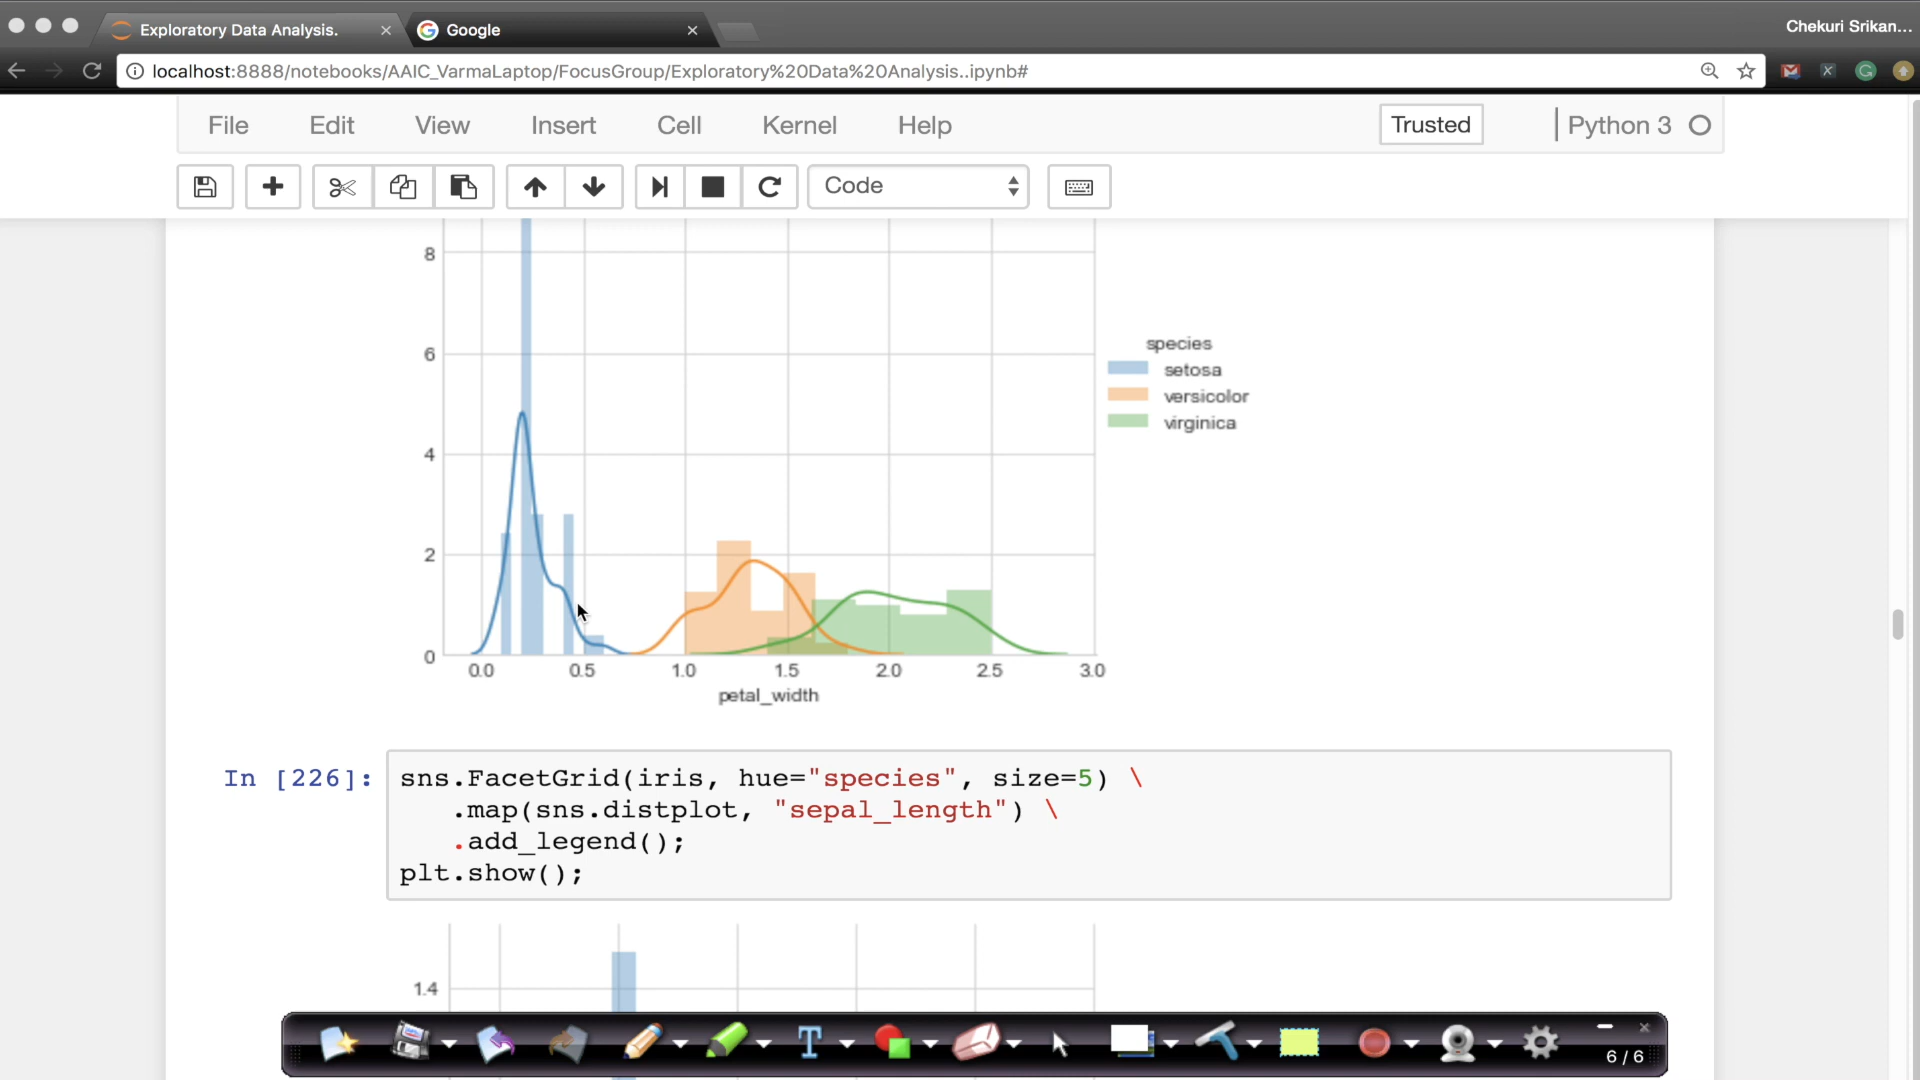 Exploratory Data Analysis.
Google
Chekuri Srikan...
localhost:8888/notebooks/AAIC_VarmaLaptop/FocusGroup/Exploratory%20Data%20Analysis..ipynb#
File Edit View Insert Cell Kernel Help Trusted Python 3
Code
8
6
4
2
0
0.0 0.5 1.0 1.5 2.0 2.5 3.0
petal_width
species
setosa
versicolor
virginica
In [226]:
sns.FacetGrid(iris, hue="species", size=5) \
.map(sns.distplot, "sepal_length") \
.add_legend();
plt.show();
1.4
6 / 6